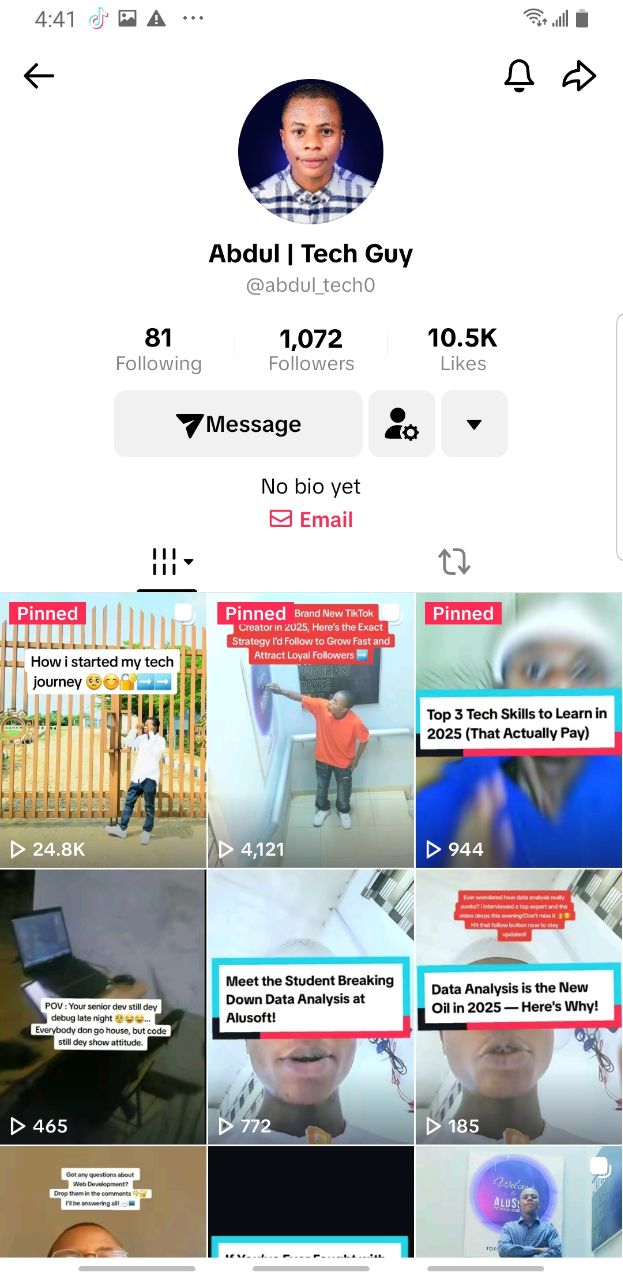 4:41
Abdul | Tech Guy
@abdul_tech0
81
Following
1,072
Followers
10.5K
Likes
Message
No bio yet
Email
Pinned
How i started my tech
journey 🥺😊🔐➡️➡️
24.8K
Pinned
Brand New TikTok
Creator in 2025, Here's the Exact
Strategy I'd Follow to Grow Fast and
Attract Loyal Followers ➡️
4,121
Pinned
Top 3 Tech Skills to Learn in
2025 (That Actually Pay)
944
POV : Your senior dev still dey
debug late night 🥺😂😂...
Everybody don go house, but code
still dey show attitude.
465
Meet the Student Breaking
Down Data Analysis at
Alusoft!
772
Ever wondered how data analysis really
works? I interviewed a top expert and the
video drops this evening!Don't miss it
Hit that follow button now to stay
updated!
Data Analysis is the New
Oil in 2025 — Here's Why!
185
Got any questions about
Web Development?
Drop them in the comments
I'll be answering all!
If You've Ever Fought with
Welcome
to